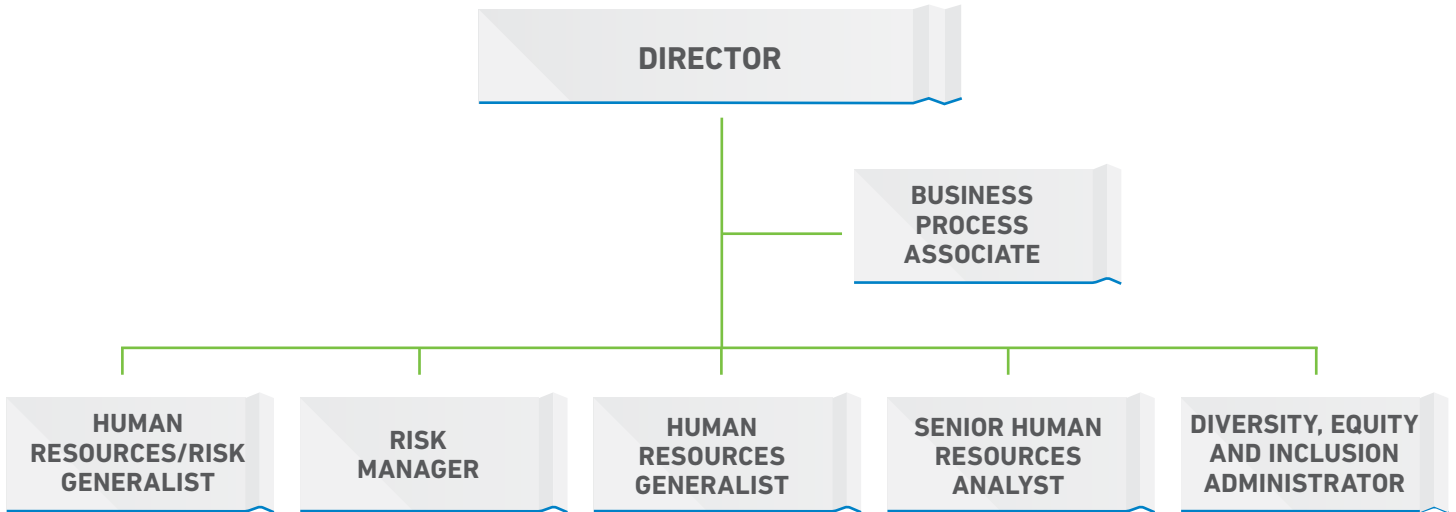 DIRECTOR
BUSINESS
PROCESS
ASSOCIATE
HUMAN
RESOURCES/RISK
GENERALIST
RISK
MANAGER
HUMAN
RESOURCES
GENERALIST
SENIOR HUMAN
RESOURCES
ANALYST
DIVERSITY, EQUITY
AND INCLUSION
ADMINISTRATOR